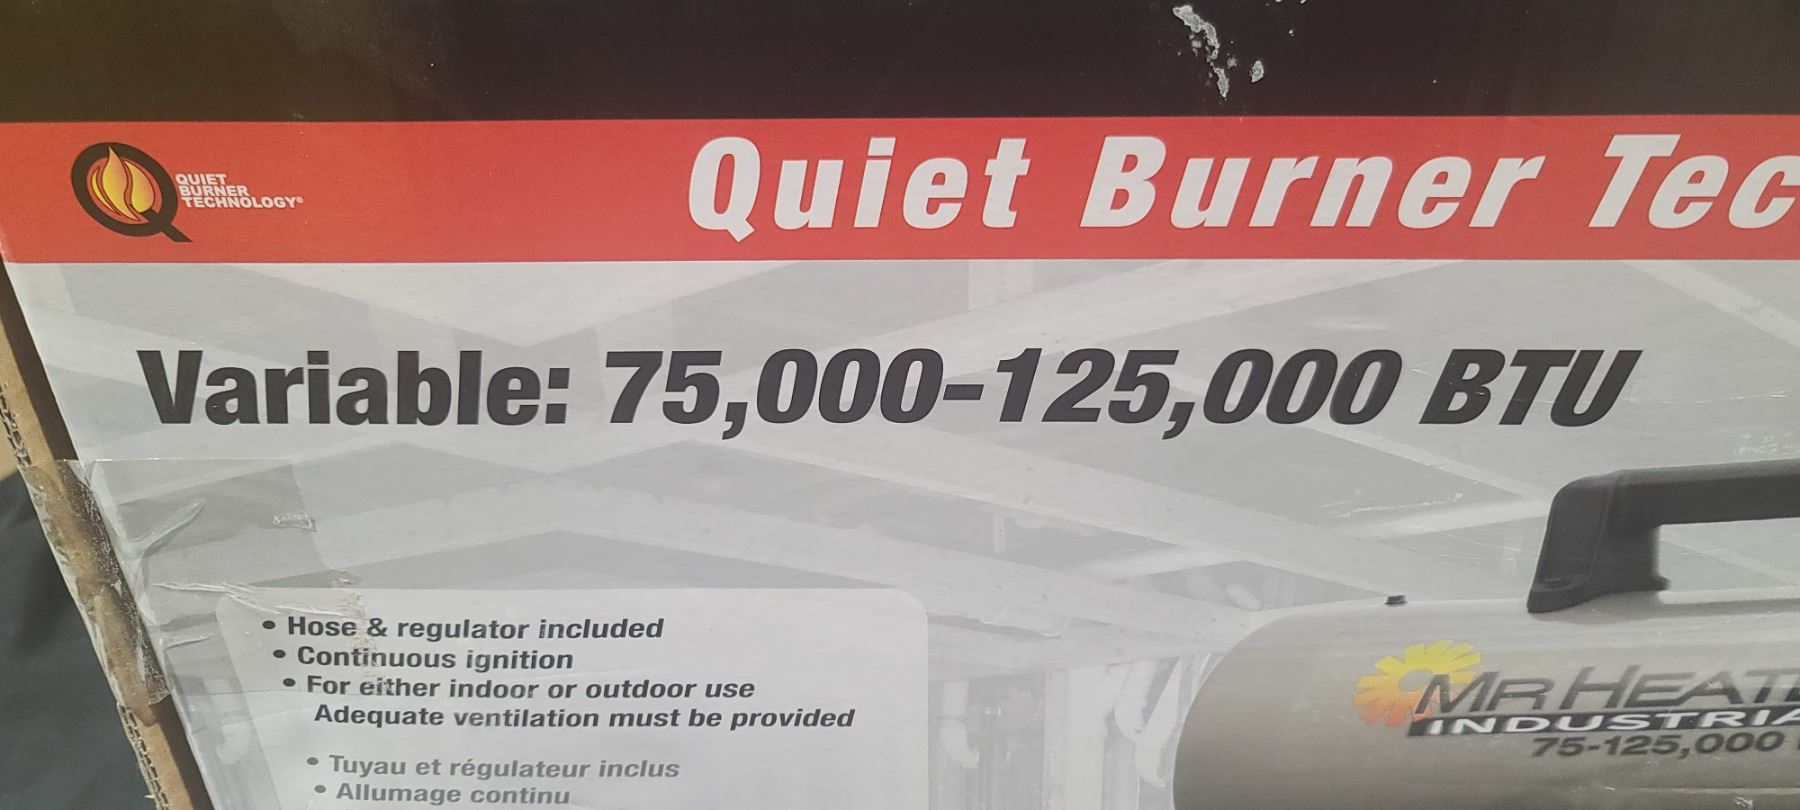 QUIET
BURNER
TECHNOLOGY®
Quiet Burner Tec
Variable: 75,000-125,000 BTU
• Hose & regulator included
• Continuous ignition
• For either indoor or outdoor use
Adequate ventilation must be provided
• Tuyau et régulateur inclus
• Allumage continu
MR HEAT
INDUSTRIA
75-125,000